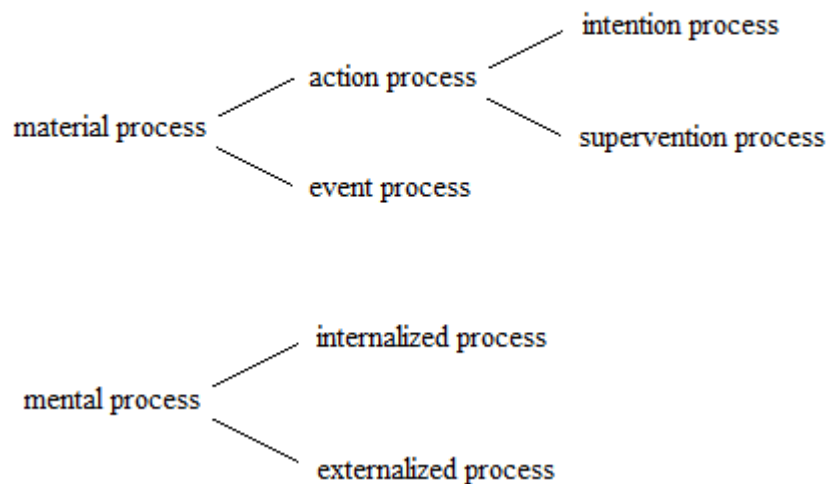 intention process
action process
material process
supervention process
event process
internalized process
mental process
externalized process